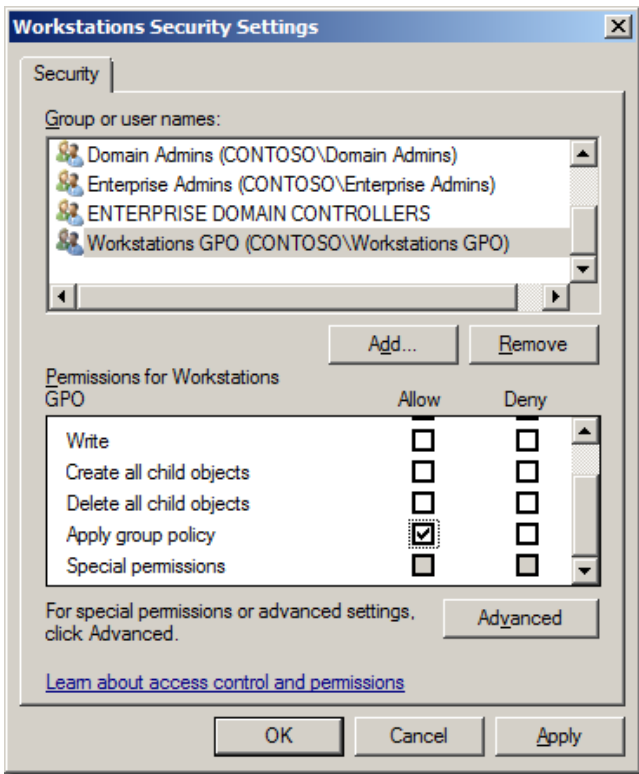 Workstations Security Settings
Security
Group or user names:
Domain Admins (CONTOSO\Domain Admins)
Enterprise Admins (CONTOSO\Enterprise Admins)
ENTERPRISE DOMAIN CONTROLLERS
Workstations GPO (CONTOSO\Workstations GPO)
Add... Remove
Permissions for Workstations
GPO Allow Deny
Write
Create all child objects
Delete all child objects
Apply group policy
Special permissions
For special permissions or advanced settings,
click Advanced. Advanced
Learn about access control and permissions
OK Cancel Apply